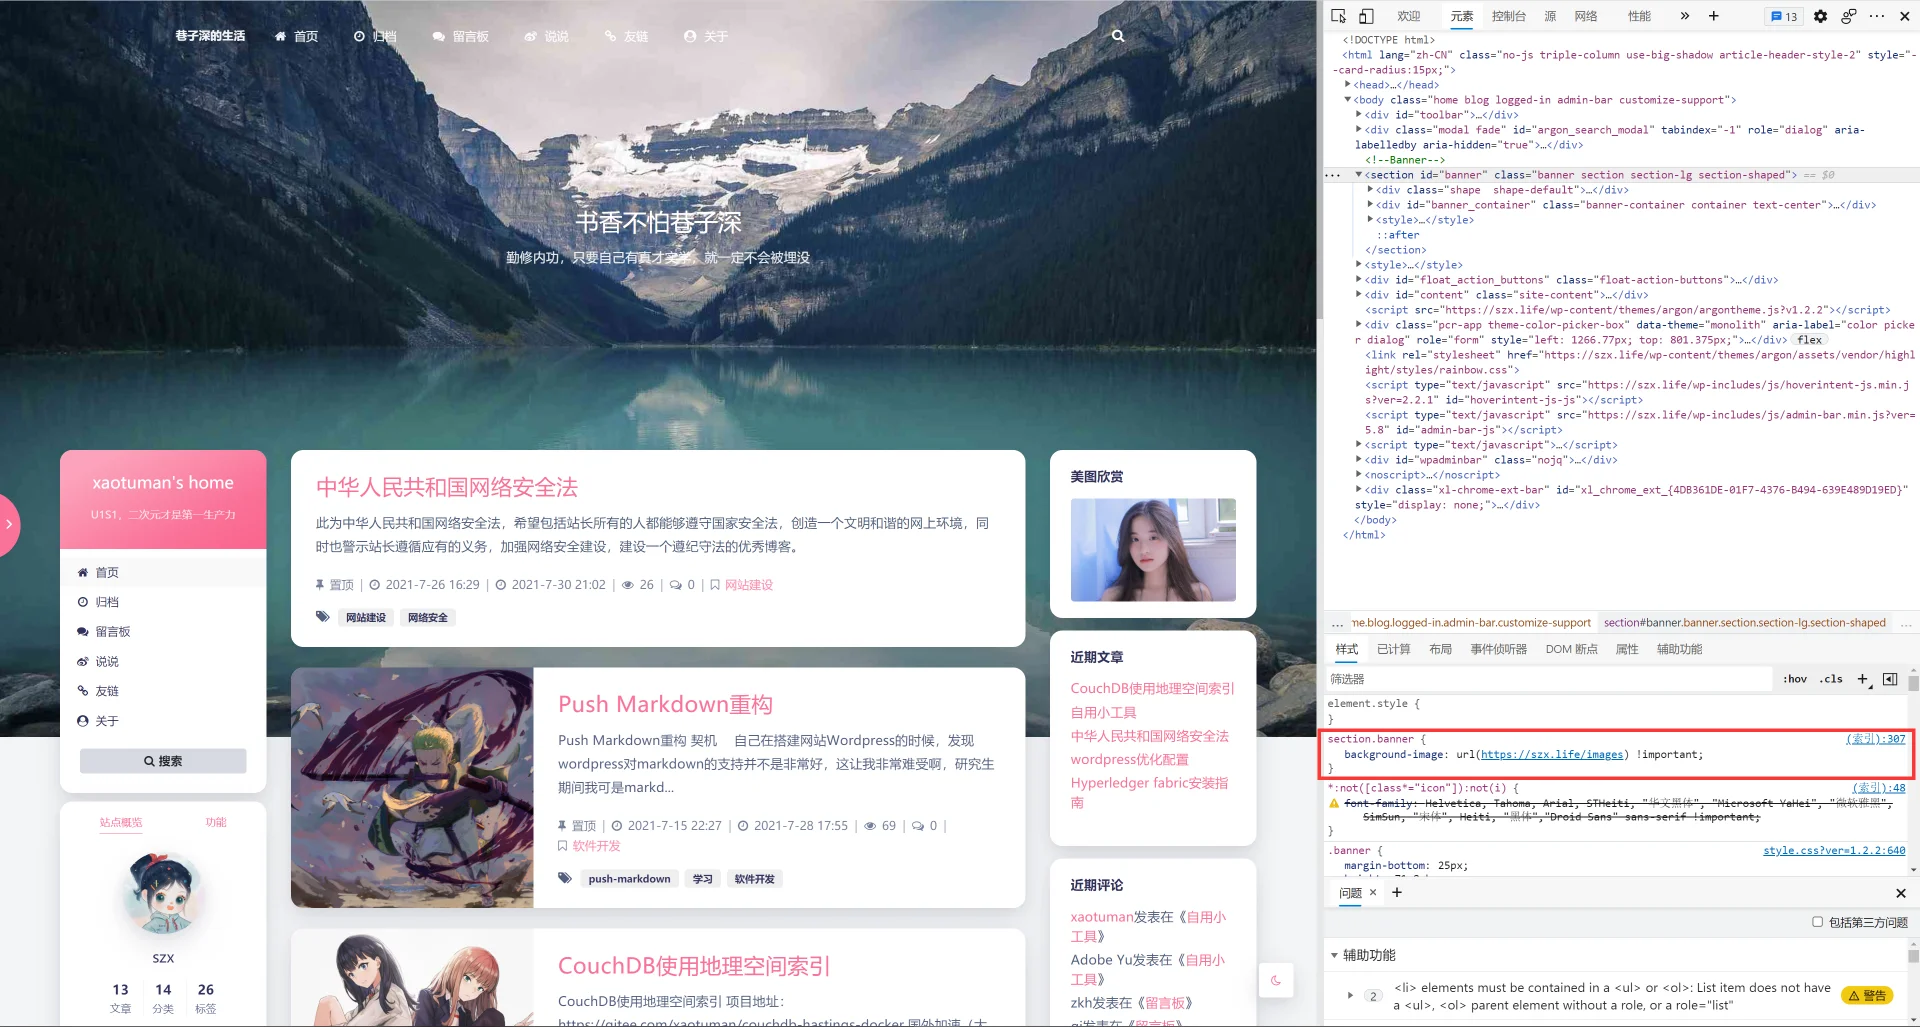 巷子深的生活 首页 归档 留言板 说说 友链 关于
书香不怕巷子深
勤修内功，只要自己有真才实学，就一定不会被埋没
xaotuman's home
U1S1，二次元才是第一生产力
首页
归档
留言板
说说
友链
关于
搜索
站点概览 功能
SZX
13 14 26
文章 分类 标签
中华人民共和国网络安全法
此为中华人民共和国网络安全法，希望包括站长所有的人都能够遵守国家安全法，创造一个文明和谐的网上环境，同
时也警示站长遵循应有的义务，加强网络安全建设，建设一个遵纪守法的优秀博客。
置顶 | 2021-7-26 16:29 | 2021-7-30 21:02 | 26 | 0 | 网站建设
网站建设 网络安全
Push Markdown重构
Push Markdown重构 契机 自己在搭建网站Wordpress的时候，发现
wordpress对markdown的支持并不是非常好，这让我非常难受啊，研究生
期间我可是markd...
置顶 | 2021-7-15 22:27 | 2021-7-28 17:55 | 69 | 0 |
软件开发
push-markdown 学习 软件开发
CouchDB使用地理空间索引
CouchDB使用地理空间索引 项目地址：
https://gitee.com/xaotuman/couchdb-hastings-docker 国外加速（大
美图欣赏
近期文章
CouchDB使用地理空间索引
自用小工具
中华人民共和国网络安全法
wordpress优化配置
Hyperledger fabric安装指
南
近期评论
xaotuman发表在《自用小
工具》
Adobe Yu发表在《自用小
工具》
zkh发表在《留言板》
qi发表在《留言板》
欢迎 元素 控制台 源 网络 性能 » + 13
<!DOCTYPE html>
<html lang="zh-CN" class="no-js triple-column use-big-shadow article-header-style-2" style="-
-card-radius:15px;">
<head>…</head>
<body class="home blog logged-in admin-bar customize-support">
<div id="toolbar">…</div>
<div class="modal fade" id="argon_search_modal" tabindex="-1" role="dialog" aria-
labelledby aria-hidden="true">…</div>
<!--Banner-->
<section id="banner" class="banner section section-lg section-shaped"> == $0
<div class="shape  shape-default">…</div>
<div id="banner_container" class="banner-container container text-center">…</div>
<style>…</style>
::after
</section>
<style>…</style>
<div id="float_action_buttons" class="float-action-buttons">…</div>
<div id="content" class="site-content">…</div>
<script src="https://szx.life/wp-content/themes/argon/argontheme.js?v1.2.2"></script>
<div class="pcr-app theme-color-picker-box" data-theme="monolith" aria-label="color picke
r dialog" role="form" style="left: 1266.77px; top: 801.375px;">…</div> flex
<link rel="stylesheet" href="https://szx.life/wp-content/themes/argon/assets/vendor/highl
ight/styles/rainbow.css">
<script type="text/javascript" src="https://szx.life/wp-includes/js/hoverintent-js.min.j
s?ver=2.2.1" id="hoverintent-js-js"></script>
<script type="text/javascript" src="https://szx.life/wp-includes/js/admin-bar.min.js?ver=
5.8" id="admin-bar-js"></script>
<script type="text/javascript">…</script>
<div id="wpadminbar" class="nojq">…</div>
<noscript>…</noscript>
<div class="xl-chrome-ext-bar" id="xl_chrome_ext_{4DB361DE-01F7-4376-B494-639E489D19ED}"
style="display: none;">…</div>
</body>
</html>
... me.blog.logged-in.admin-bar.customize-support section#banner.banner.section.section-lg.section-shaped ...
样式 已计算 布局 事件侦听器 DOM 断点 属性 辅助功能
筛选器 :hov .cls +
element.style {
}
section.banner { (索引):307
background-image: url(https://szx.life/images) !important;
}
*:not([class*="icon"]):not(i) { (索引):48
font-family: Helvetica, Tahoma, Arial, STHeiti, "华文黑体", "Microsoft YaHei", "微软雅黑",
SimSun, "宋体", Heiti, "黑体","Droid Sans" sans-serif !important;
}
.banner { style.css?ver=1.2.2:640
margin-bottom: 25px;
问题 × +
包括第三方问题
辅助功能
2 <li> elements must be contained in a <ul> or <ol>: List item does not have
a <ul>, <ol> parent element without a role, or a role="list"
警告